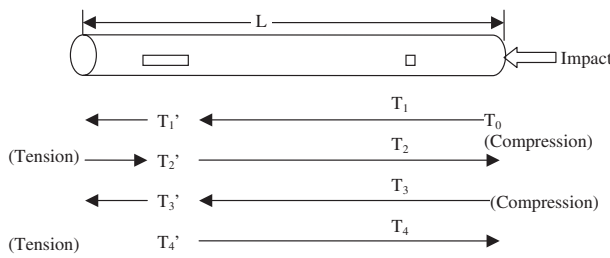 L
Impact
T1
T1’ T0
(Compression)
(Tension) T2’ T2
T3
T3’ (Compression)
T4
(Tension) T4’